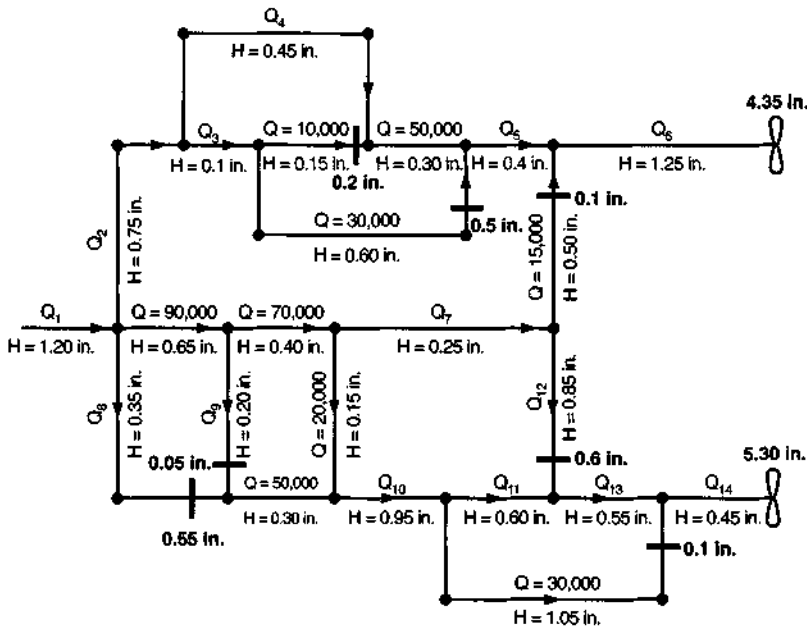 Q₄
H = 0.45 in.
4.35 in.
Q₃
Q = 10,000
Q = 50,000
Q₅
Q₆
H = 0.1 in.
H = 0.15 in.
H = 0.30 in.
H = 0.4 in.
H = 1.25 in.
0.2 in.
0.1 in.
0.5 in.
Q = 30,000
H = 0.60 in.
Q₂
H = 0.75 in.
Q = 15,000
H = 0.50 in.
Q₁
Q = 90,000
Q = 70,000
Q₇
H = 1.20 in.
H = 0.65 in.
H = 0.40 in.
H = 0.25 in.
Q₈
H = 0.35 in.
Q₉
H = 0.20 in.
Q = 20,000
H = 0.15 in.
Q₁₂
H = 0.85 in.
0.05 in.
0.6 in.
5.30 in.
Q = 50,000
Q₁₀
Q₁₁
Q₁₃
Q₁₄
H = 0.30 in.
H = 0.95 in.
H = 0.60 in.
H = 0.55 in.
H = 0.45 in.
0.55 in.
0.1 in.
Q = 30,000
H = 1.05 in.